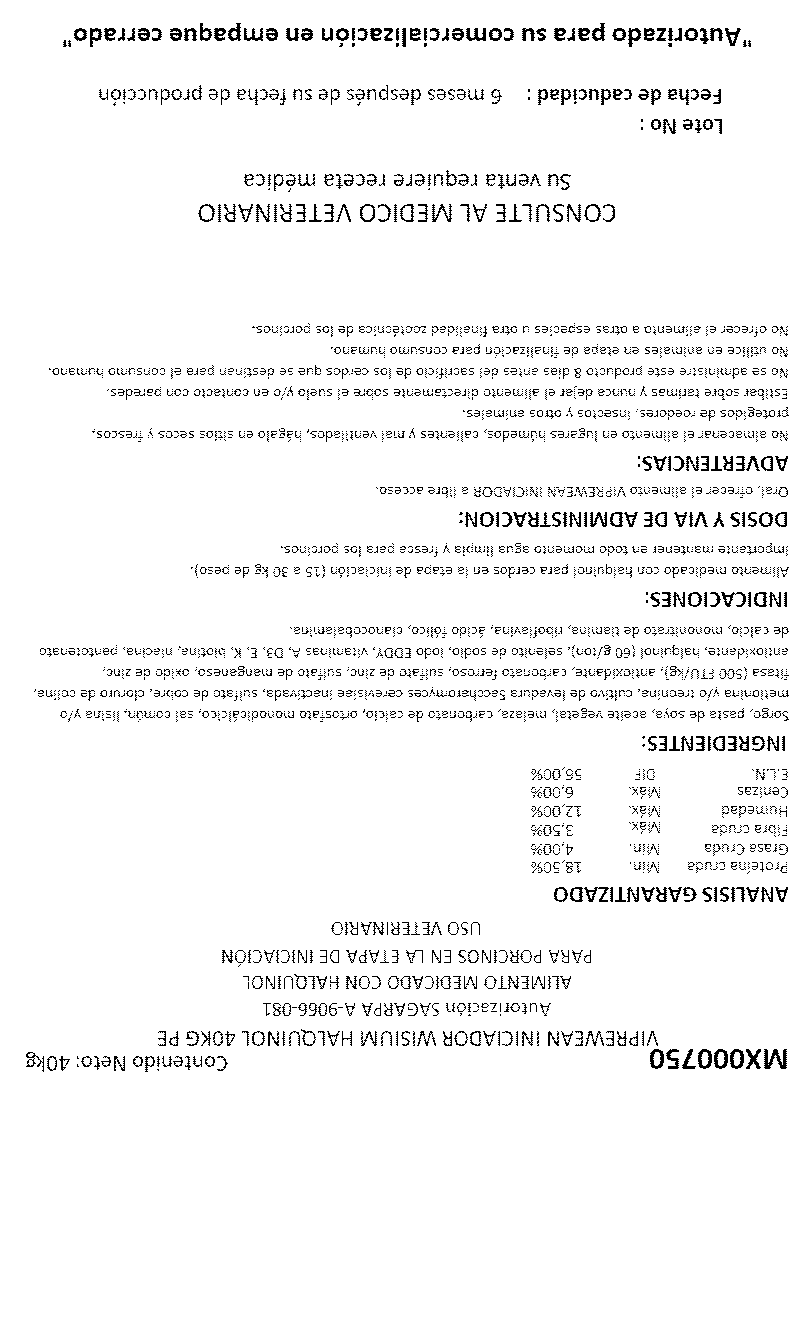 MX000750
Contenido Neto: 40kg
VIPREWEAN INICIADOR WISIUM HALQUINOL 40KG PE
Autorización SAGARPA A-9066-081
ALIMENTO MEDICADO CON HALQUINOL
PARA PORCINOS EN LA ETAPA DE INICIACIÓN
USO VETERINARIO
ANALISIS GARANTIZADO
Proteína cruda Min. 18,50%
Grasa Cruda Min. 4,00%
Fibra cruda Máx. 3,50%
Humedad Máx. 12,00%
Cenizas Máx. 6,00%
E.L.N. DIF 56,00%
INGREDIENTES:
Sorgo, pasta de soya, aceite vegetal, melaza, carbonato de calcio, ortosfato monodicálcico, sal común, lisina y/o
metionina y/o treonina, cultivo de levadura Saccharomyces cerevisiae inactivada, sulfato de cobre, cloruro de colina,
fitasa (500 FTU/kg), antioxidante, carbonato ferroso, sulfato de zinc, sulfato de manganeso, oxido de zinc,
antioxidante, halquinol (60 g/ton), selenito de sodio, iodo EDDY, vitaminas A, D3, E, K, biotina, niacina, pantotenato
de calcio, mononitrato de tiamina, riboflavina, ácido fólico, cianocobalamina.
INDICACIONES:
Alimento medicado con halquinol para cerdos en la etapa de iniciación (15 a 30 kg de peso).
Importante mantener en todo momento agua limpia y fresca para los porcinos.
DOSIS Y VIA DE ADMINISTRACION:
Oral, ofrecer el alimento VIPREWEAN INICIADOR a libre acceso.
ADVERTENCIAS:
No almacenar el alimento en lugares húmedos, calientes y mal ventilados, hágalo en sitios secos y frescos,
protegidos de roedores, insectos y otros animales.
Estibar sobre tarimas y nunca dejar el alimento directamente sobre el suelo y/o en contacto con paredes.
No se administre este producto 8 dias antes del sacrificio de los cerdos que se destinan para el consumo humano.
No utilice en animales en etapa de finalización para consumo humano.
No ofrecer el alimento a otras especies u otra finalidad zootécnica de los porcinos.
CONSULTE AL MEDICO VETERINARIO
Su venta requiere receta médica
Lote No :
Fecha de caducidad : 6 meses después de su fecha de producción
"Autorizado para su comercialización en empaque cerrado"